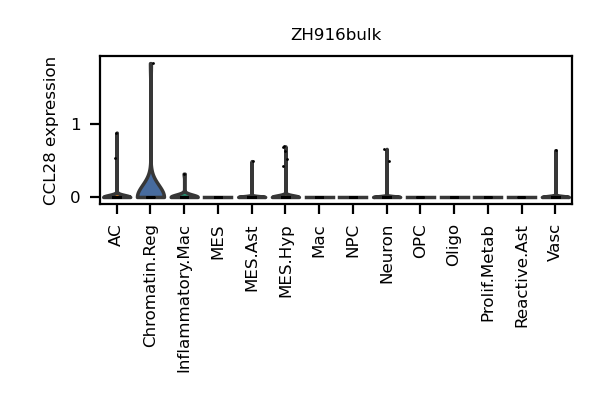 ZH916bulk
CCL28 expression
1
0
AC
Chromatin.Reg
Inflammatory.Mac
MES
MES.Ast
MES.Hyp
Mac
NPC
Neuron
OPC
Oligo
Prolif.Metab
Reactive.Ast
Vasc